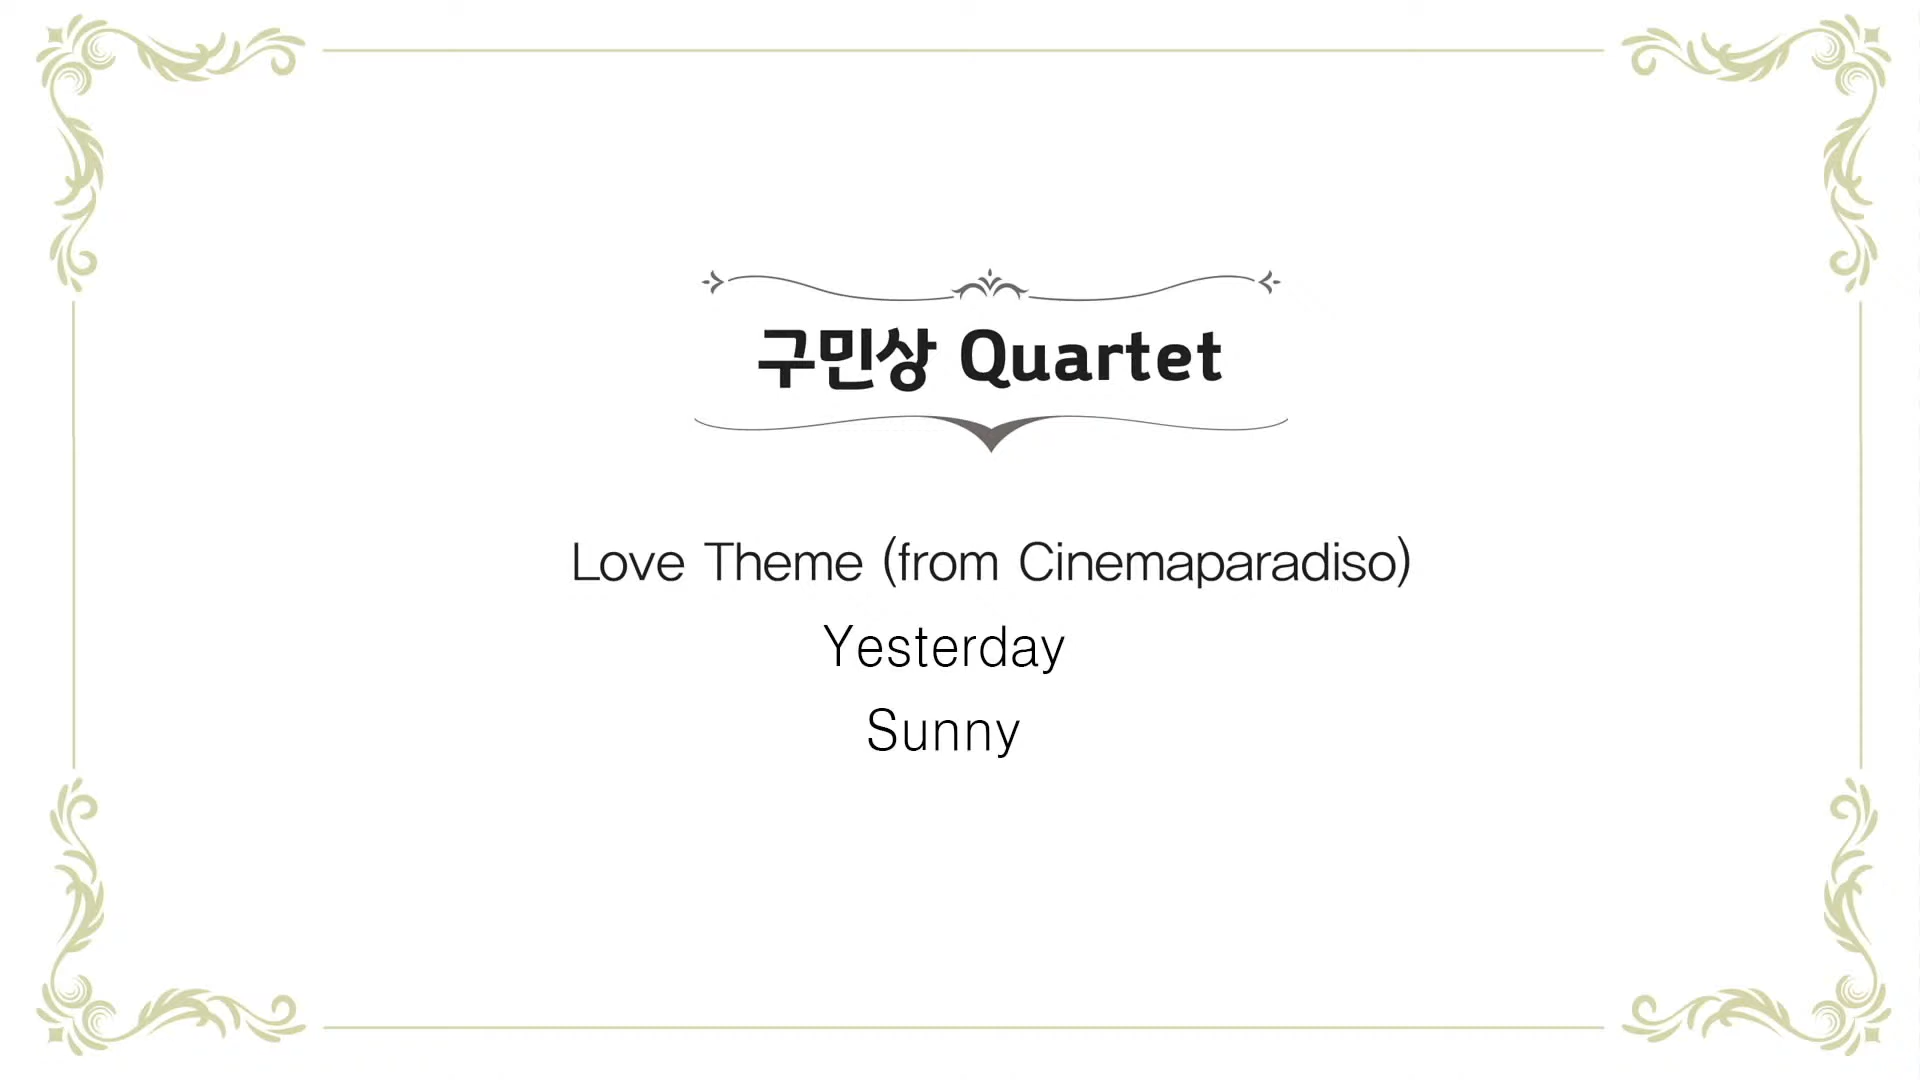 구민상 Quartet
Love Theme (from Cinemaparadiso)
Yesterday
Sunny